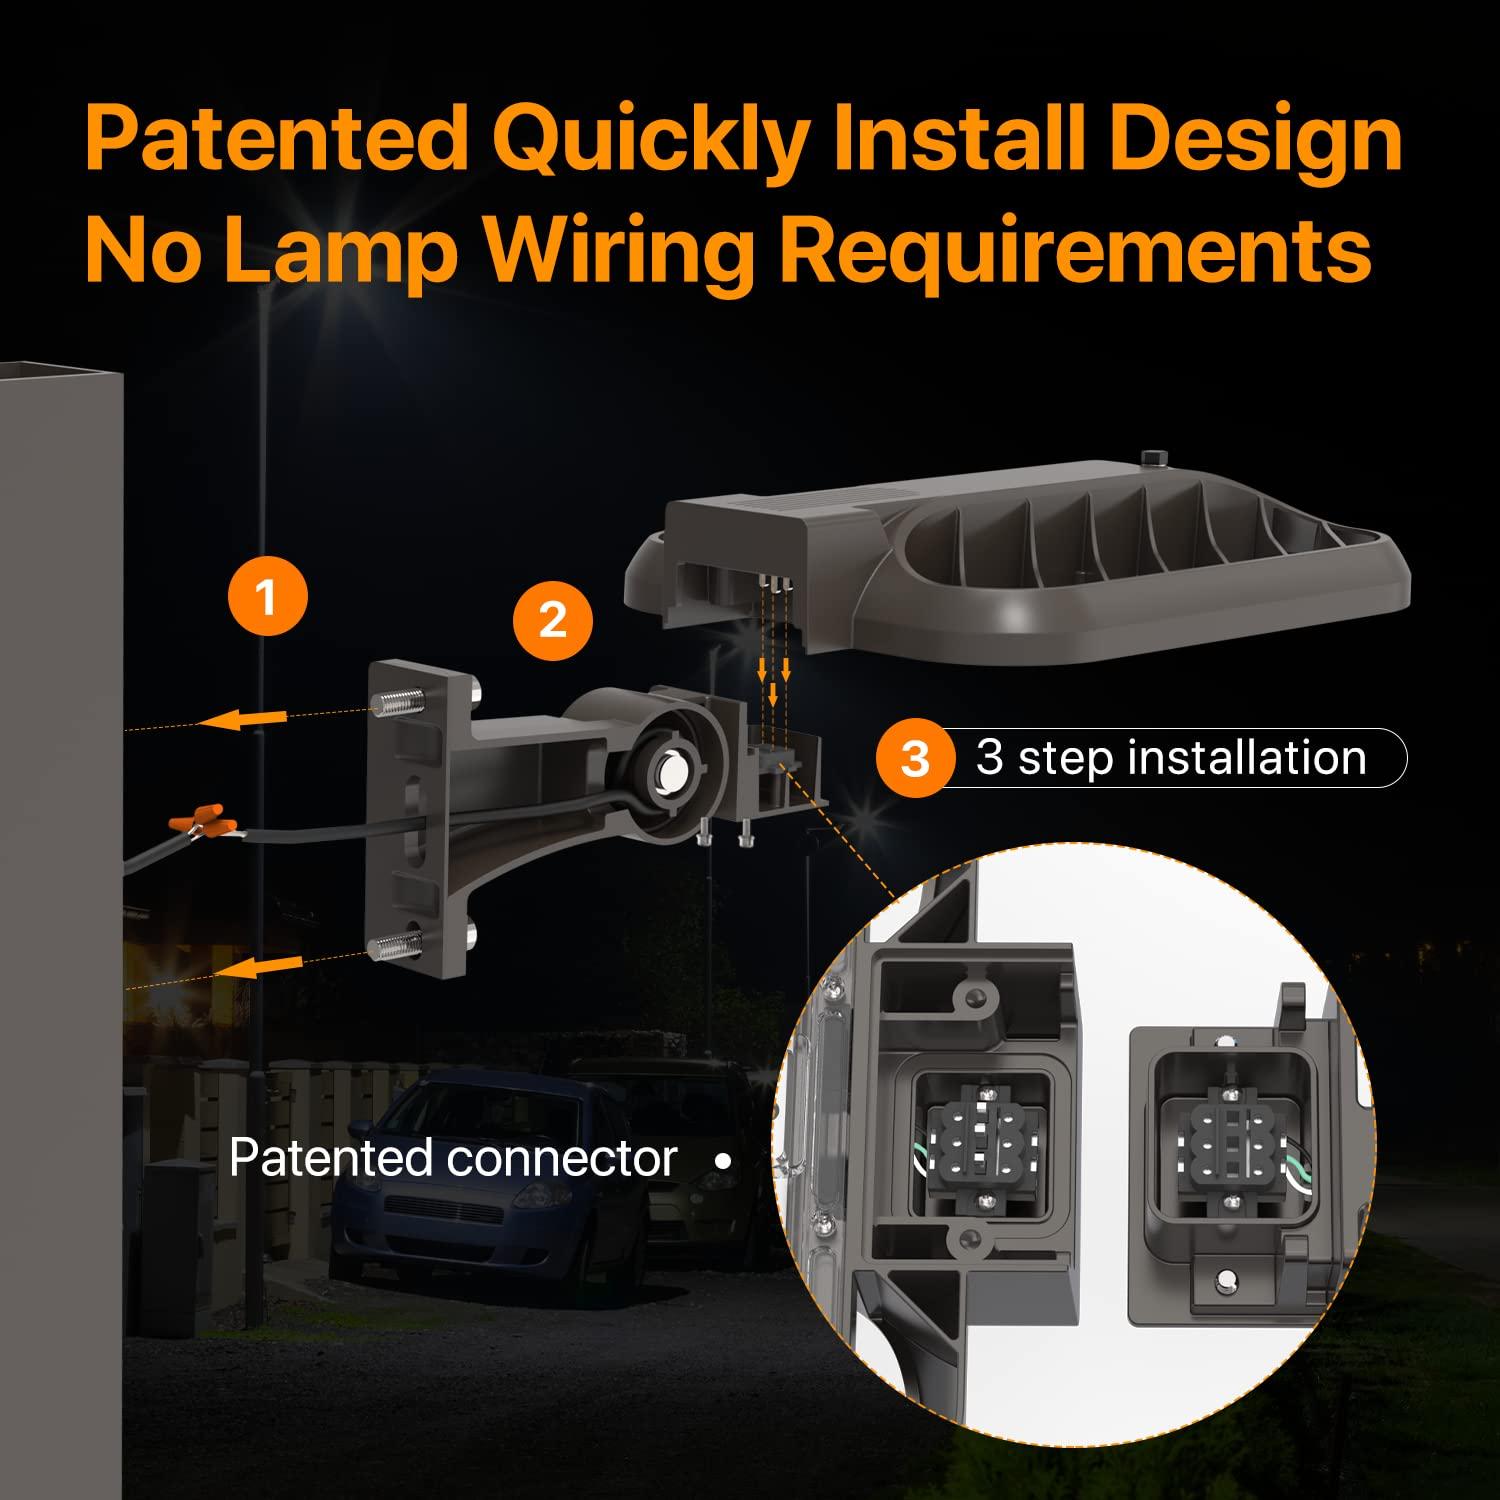 Patented Quickly Install Design
No Lamp Wiring Requirements
1
2
3 3 step installation
Patented connector